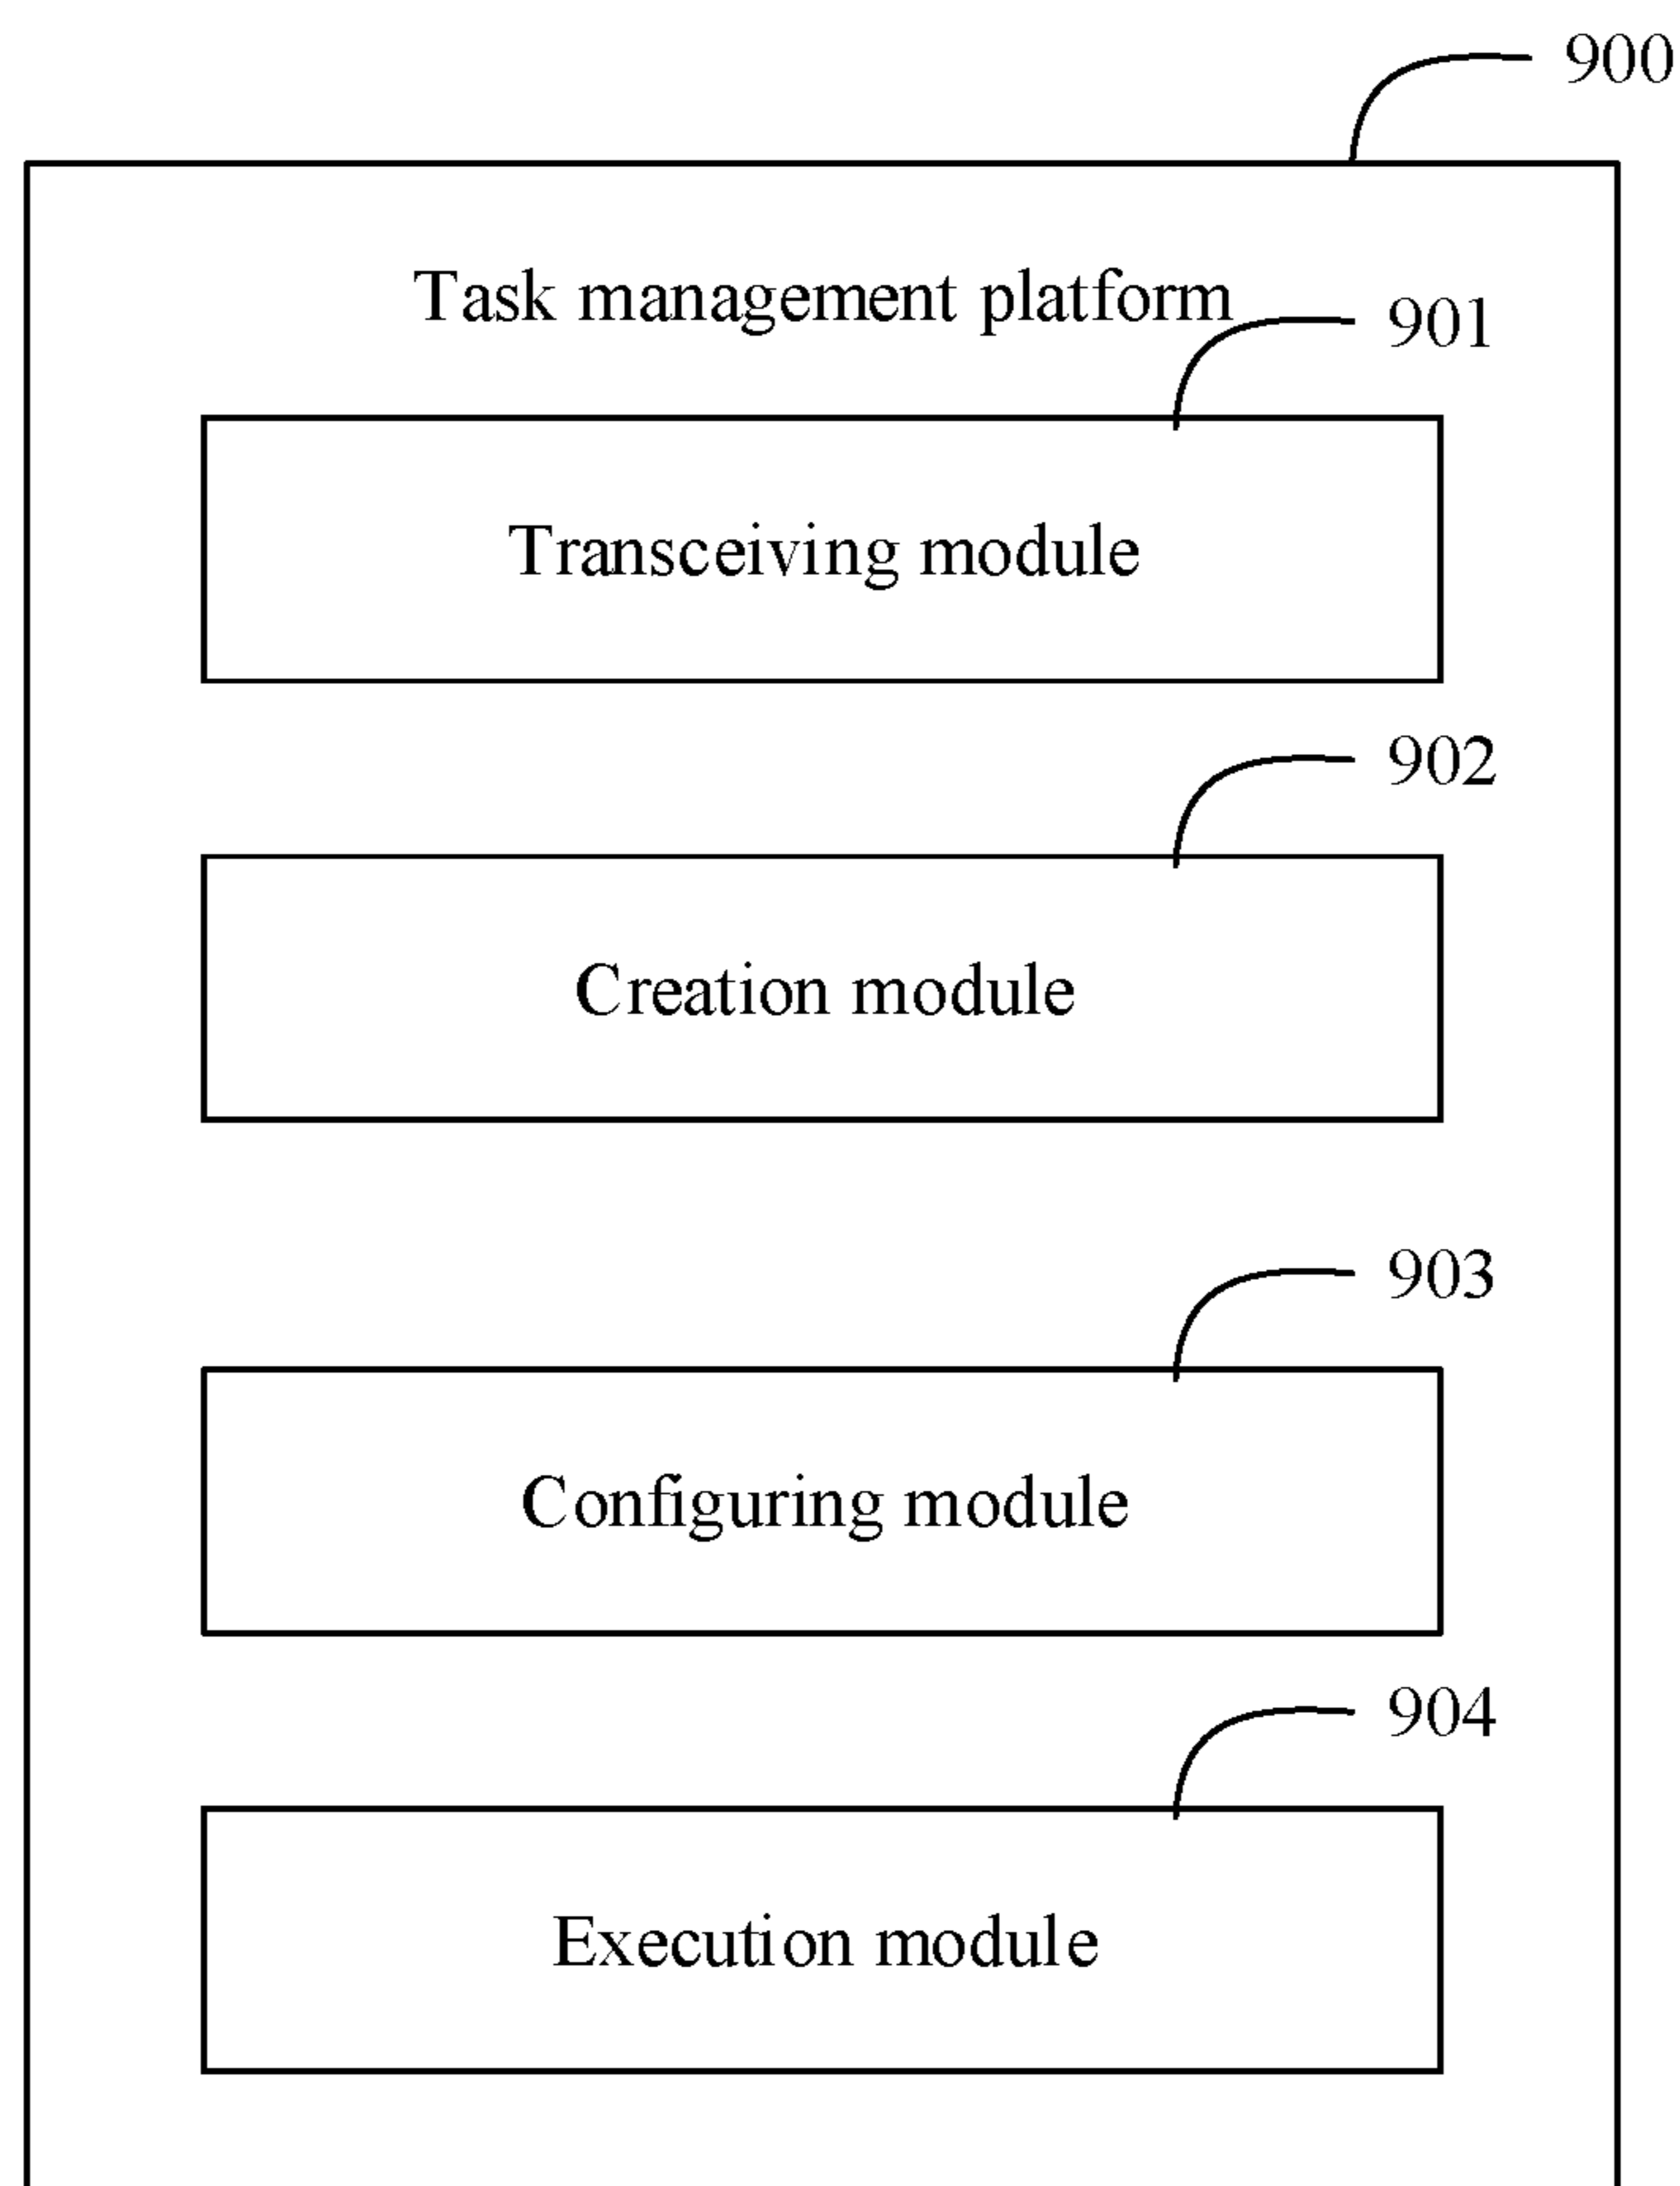 900
Task management platform
901
Transceiving module
902
Creation module
903
Configuring module
904
Execution module